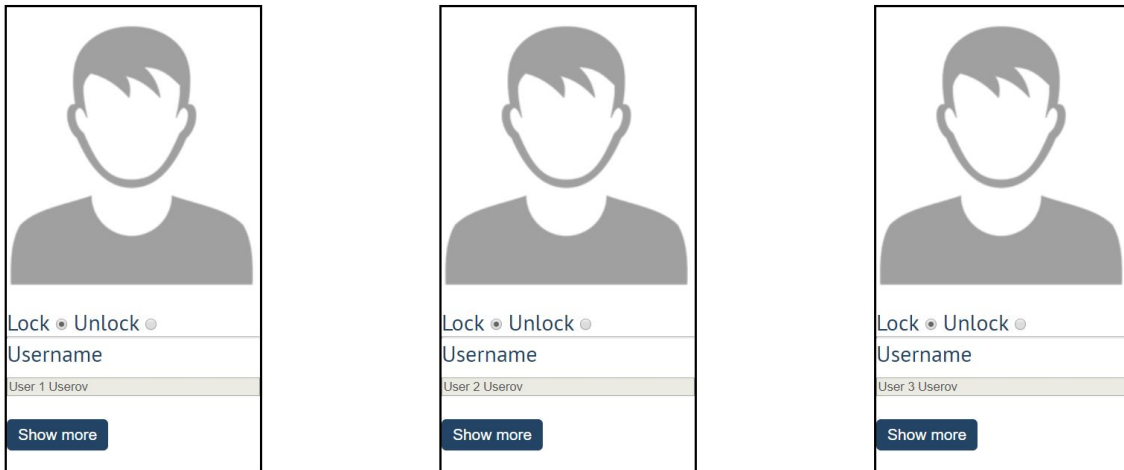 Lock Unlock
Username
User 1 Userov
Show more
Lock Unlock
Username
User 2 Userov
Show more
Lock Unlock
Username
User 3 Userov
Show more